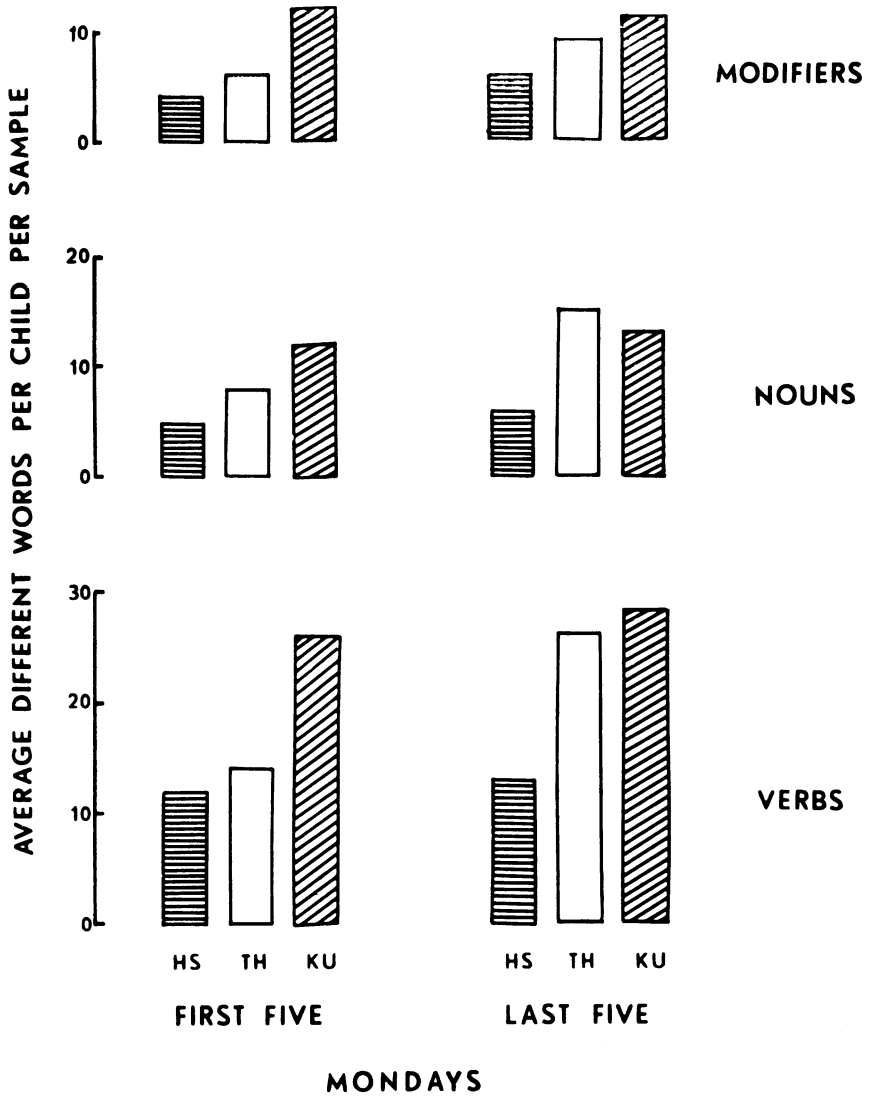 AVERAGE DIFFERENT WORDS PER CHILD PER SAMPLE
10
0
MODIFIERS
20
10
0
NOUNS
30
20
10
0
VERBS
HS TH KU HS TH KU
FIRST FIVE LAST FIVE
MONDAYS